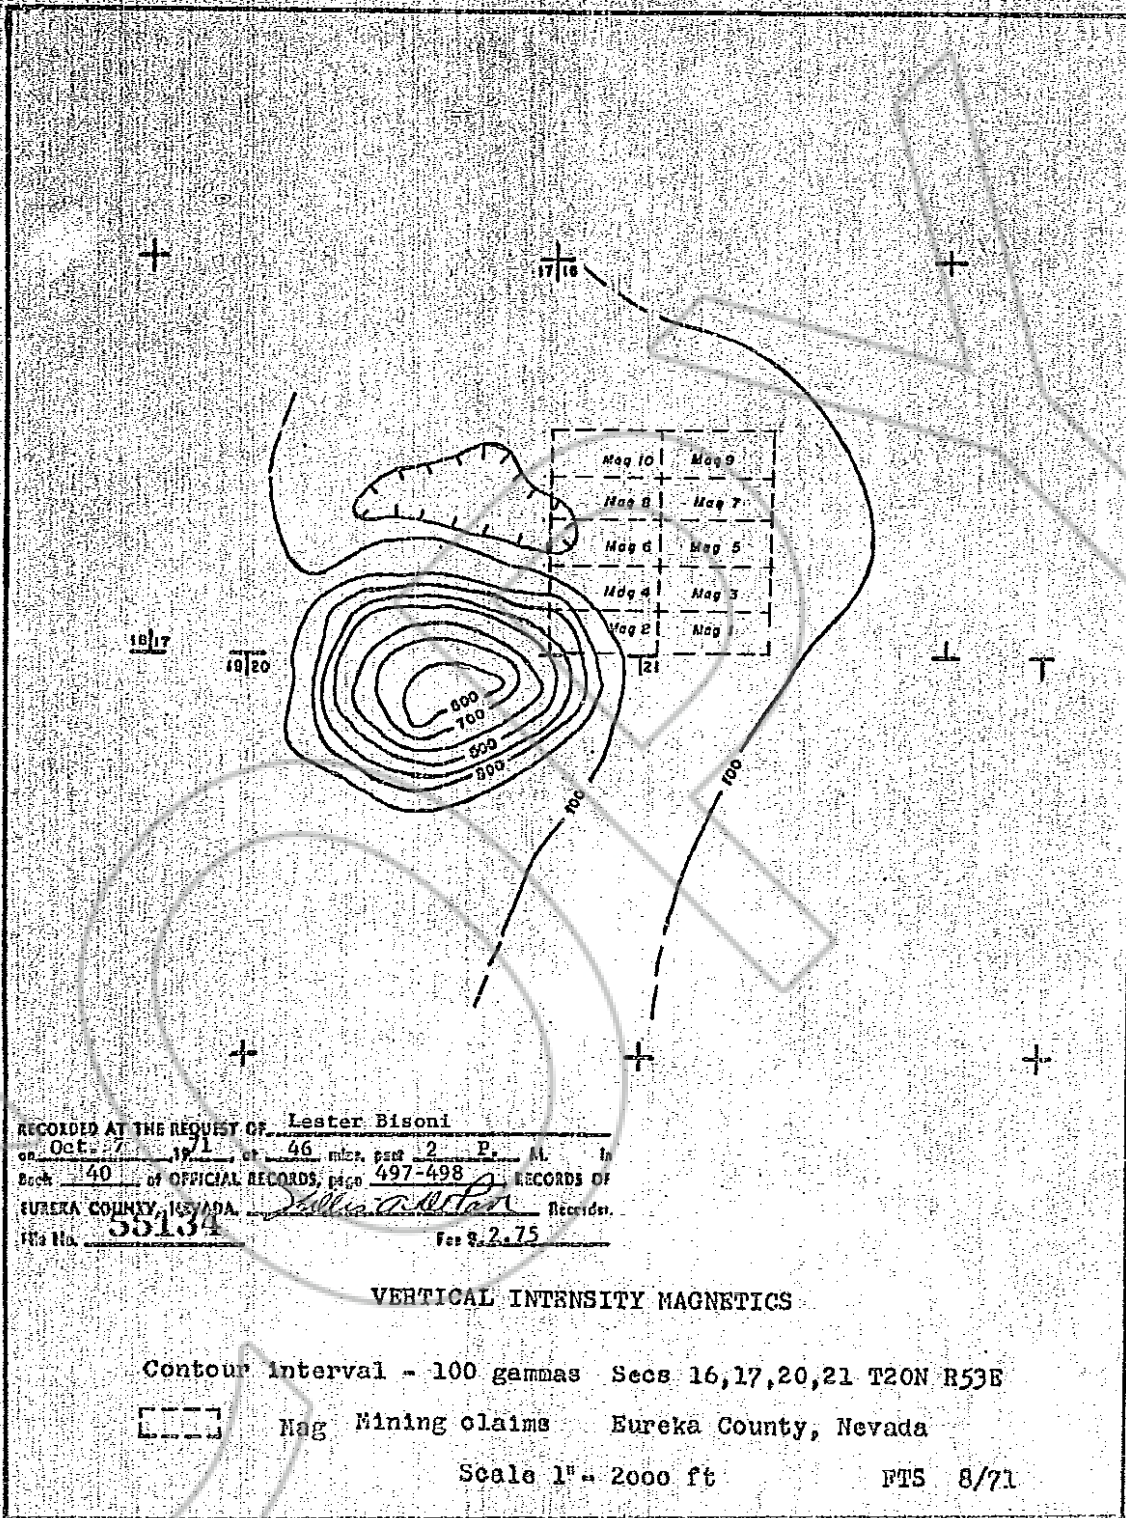 17|16
Mag 10 Mag 9
Mag 8 Mag 7
Mag 6 Mag 5
Mag 4 Mag 3
Mag 2 Mag 1
18|17
19|20
21
800
700
500
300
100
100
RECORDED AT THE REQUEST OF Lester Bisoni
on Oct. 7 1971, at 46 mins. past 2 P. M. in
Book 40 of OFFICIAL RECORDS, page 497-498 RECORDS OF
EUREKA COUNTY, NEVADA. Recorder.
File No. 55134 Fee $ 2.75
VERTICAL INTENSITY MAGNETICS
Contour interval - 100 gammas Secs 16,17,20,21 T20N R53E
Mag Mining claims Eureka County, Nevada
Scale 1" = 2000 ft FTS 8/71
COPY